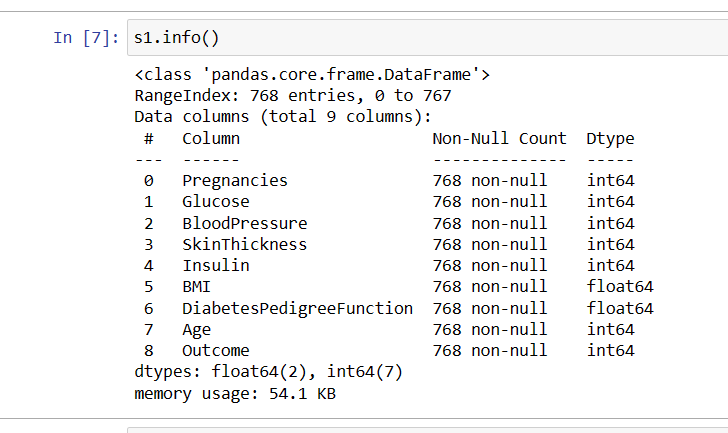 In [7]: s1.info()
<class 'pandas.core.frame.DataFrame'>
RangeIndex: 768 entries, 0 to 767
Data columns (total 9 columns):
 #   Column                    Non-Null Count  Dtype
---  ------                    --------------  -----
 0   Pregnancies               768 non-null    int64
 1   Glucose                   768 non-null    int64
 2   BloodPressure             768 non-null    int64
 3   SkinThickness             768 non-null    int64
 4   Insulin                   768 non-null    int64
 5   BMI                       768 non-null    float64
 6   DiabetesPedigreeFunction  768 non-null    float64
 7   Age                       768 non-null    int64
 8   Outcome                   768 non-null    int64
dtypes: float64(2), int64(7)
memory usage: 54.1 KB